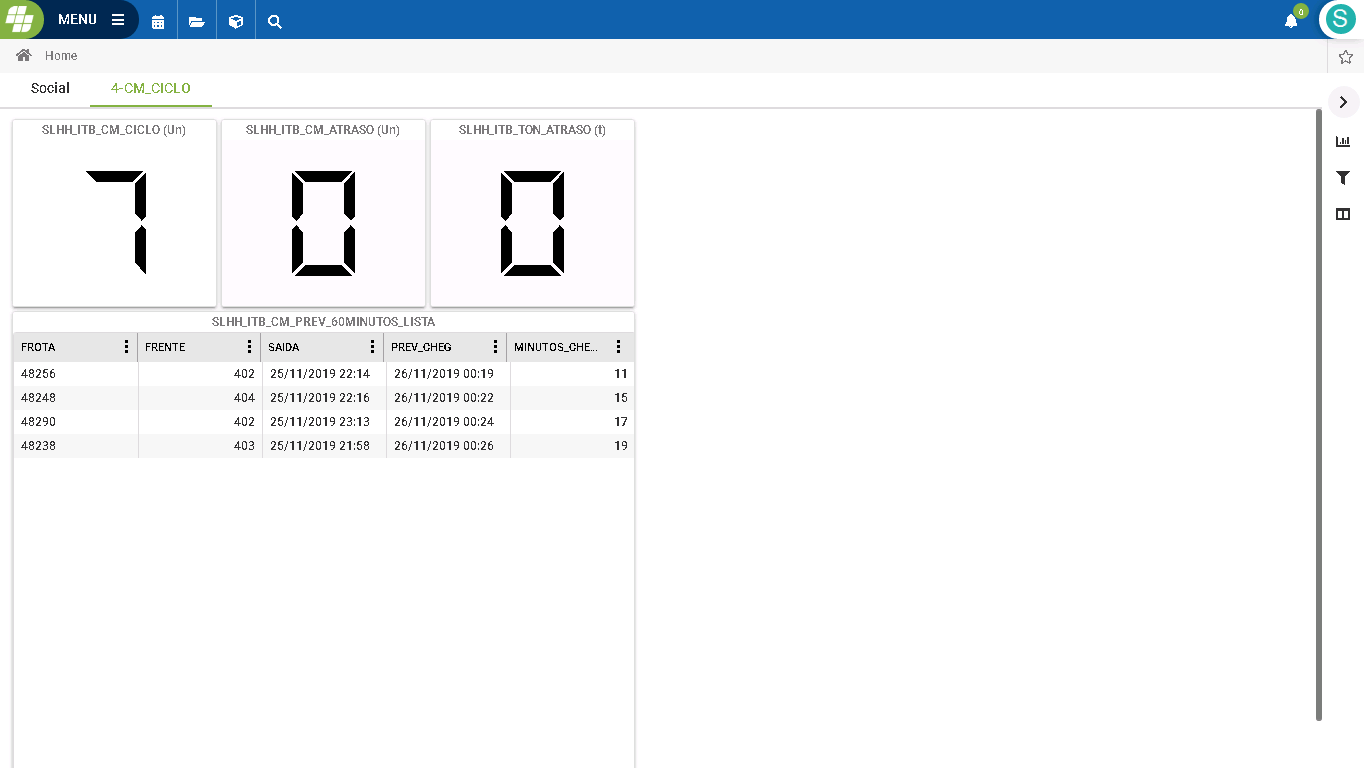 MENU
0
S
Home
Social 4-CM_CICLO
SLHH_ITB_CM_CICLO (Un) SLHH_ITB_CM_ATRASO (Un) SLHH_ITB_TON_ATRASO (t)
7 0 0
SLHH_ITB_CM_PREV_60MINUTOS_LISTA
FROTA FRENTE SAIDA PREV_CHEG MINUTOS_CHE...
48256 402 25/11/2019 22:14 26/11/2019 00:19 11
48248 404 25/11/2019 22:16 26/11/2019 00:22 15
48290 402 25/11/2019 23:13 26/11/2019 00:24 17
48238 403 25/11/2019 21:58 26/11/2019 00:26 19